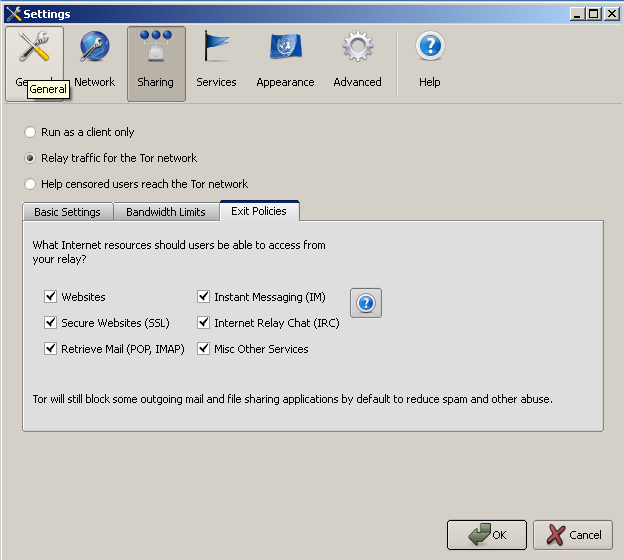 Settings
Network
Sharing
Services
Appearance
Advanced
Help
General
Run as a client only
Relay traffic for the Tor network
Help censored users reach the Tor network
Basic Settings
Bandwidth Limits
Exit Policies
What Internet resources should users be able to access from
your relay?
Websites
Instant Messaging (IM)
Secure Websites (SSL)
Internet Relay Chat (IRC)
Retrieve Mail (POP, IMAP)
Misc Other Services
Tor will still block some outgoing mail and file sharing applications by default to reduce spam and other abuse.
OK
Cancel